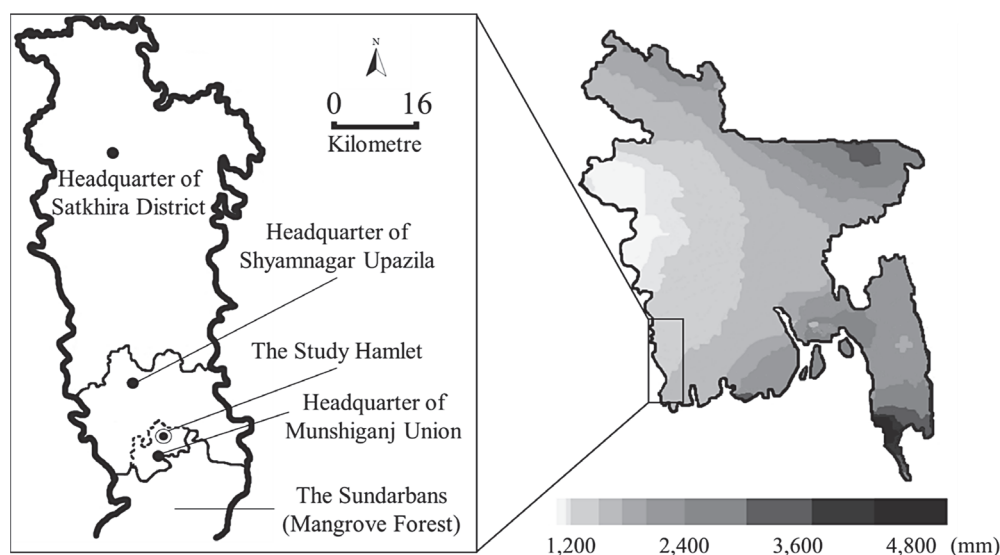 N
0 16
Kilometre
Headquarter of
Satkhira District
Headquarter of
Shyamnagar Upazila
The Study Hamlet
Headquarter of
Munshiganj Union
The Sundarbans
(Mangrove Forest)
1,200 2,400 3,600 4,800 (mm)